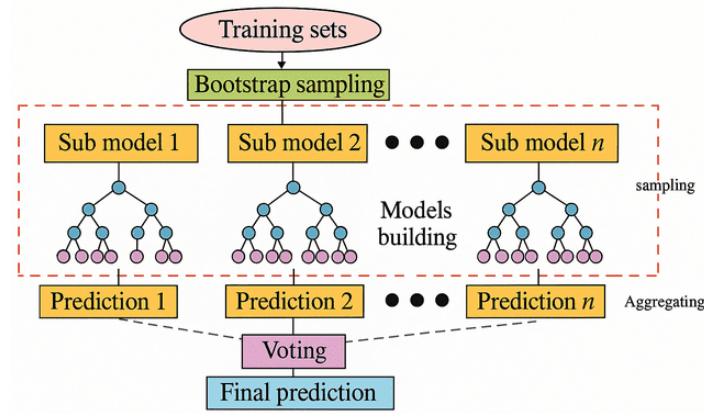 Training sets
Bootstrap sampling
Sub model 1
Sub model 2
Sub model n
sampling
Models
building
Prediction 1
Prediction 2
Prediction n
Aggregating
Voting
Final prediction